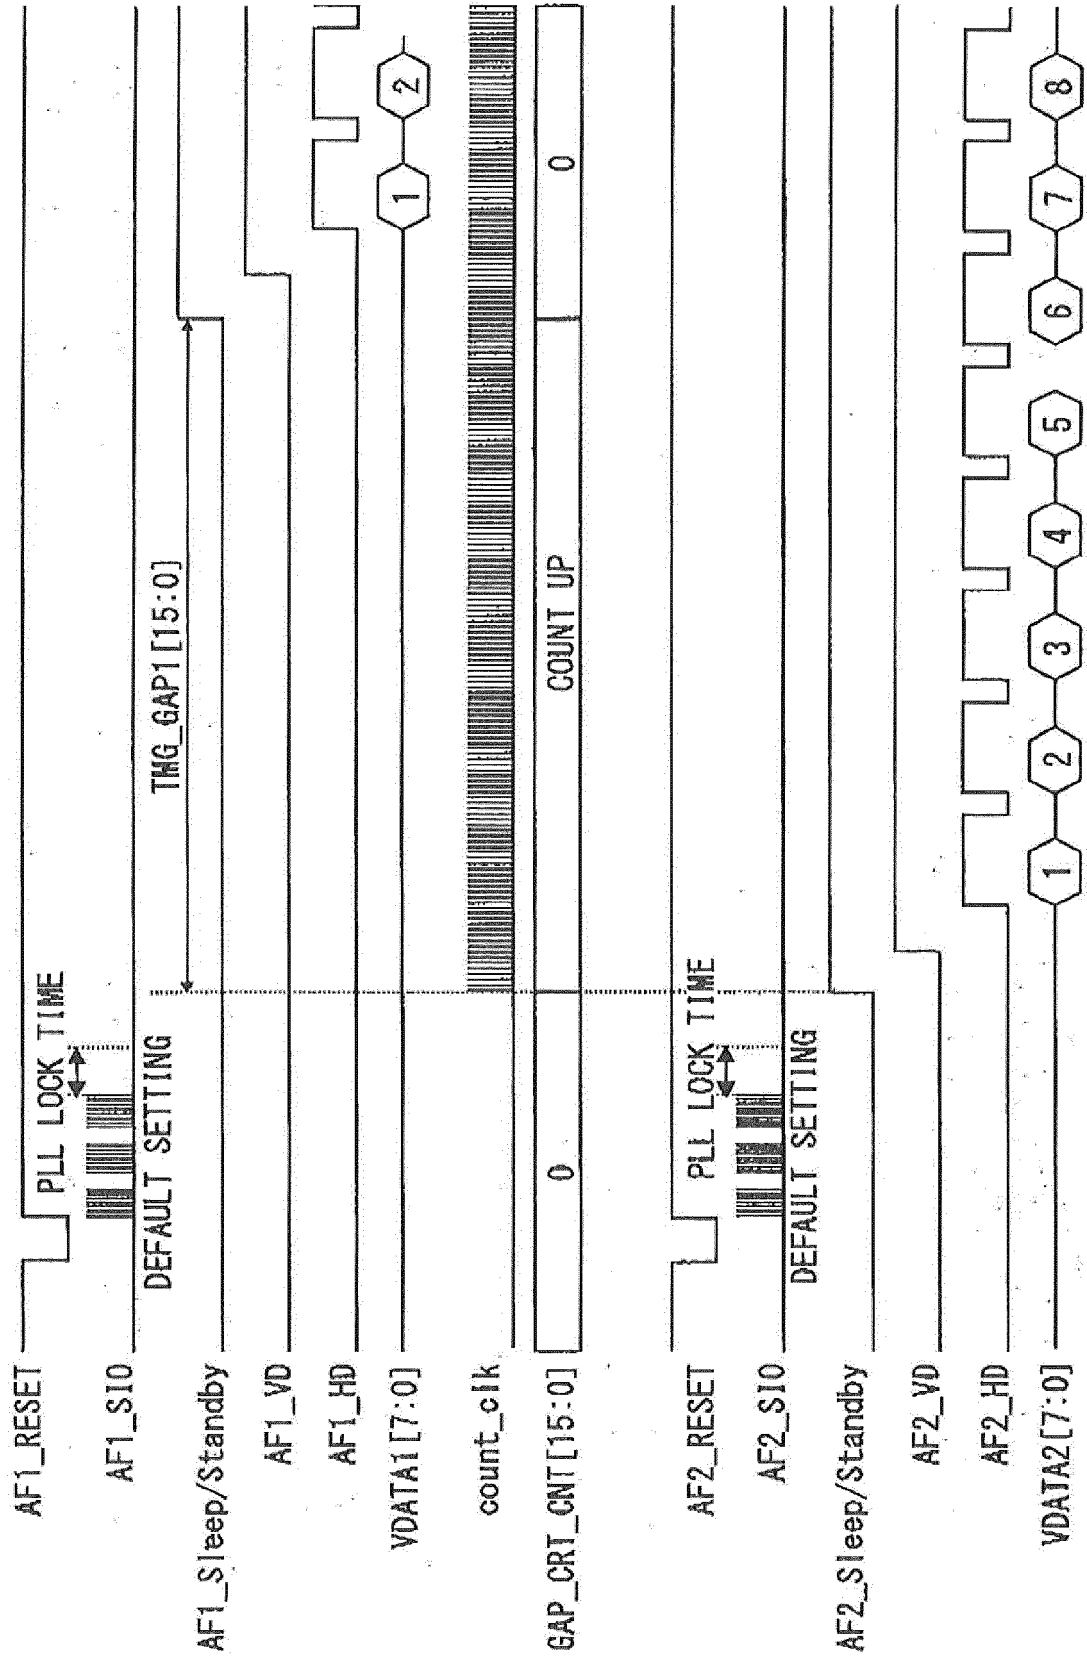 AF1_RESET
PLL LOCK TIME
AF1_SIO
DEFAULT SETTING
TMG_GAP1[15:0]
AF1_Sleep/Standby
AF1_VD
AF1_HD
VDATA1[7:0] 1 2
count_clk
GAP_CRT_CNT[15:0] 0 COUNT UP 0
AF2_RESET
PLL LOCK TIME
AF2_SIO
DEFAULT SETTING
AF2_Sleep/Standby
AF2_VD
AF2_HD
VDATA2[7:0] 1 2 3 4 5 6 7 8